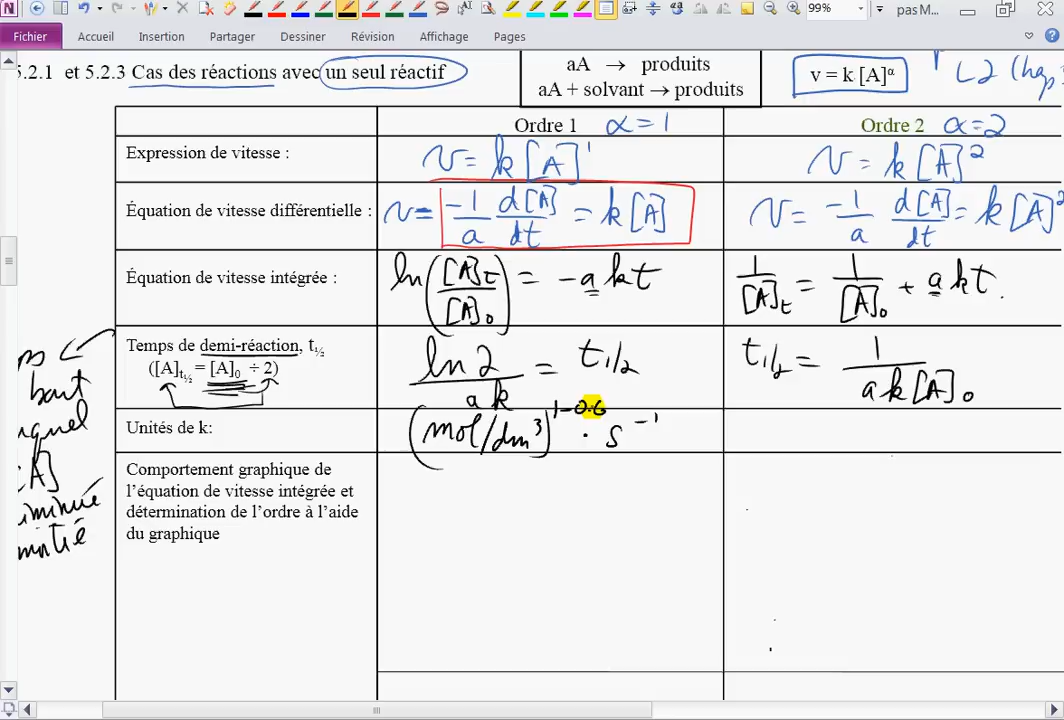 99%
pas M...
Fichier Accueil Insertion Partager Dessiner Révision Affichage Pages
5.2.1 et 5.2.3 Cas des réactions avec un seul réactif
aA → produits
aA + solvant → produits
v = k [A]^α
Ordre 1 α = 1
Ordre 2 α = 2
Expression de vitesse :
v = k [A]^1
v = k [A]^2
Équation de vitesse différentielle :
v = -1/a d[A]/dt = k [A]
v = -1/a d[A]/dt = k [A]^2
Équation de vitesse intégrée :
ln([A]t/[A]0) = - a k t
1/[A]t = 1/[A]0 + a k t.
Temps de demi-réaction, t½
([A]t½ = [A]0 ÷ 2)
ln 2/ak = t1/2
t1/2 = 1/ak[A]0
Unités de k:
(mol/dm³) · s⁻¹
Comportement graphique de
l'équation de vitesse intégrée et
détermination de l'ordre à l'aide
du graphique
bout
[A]